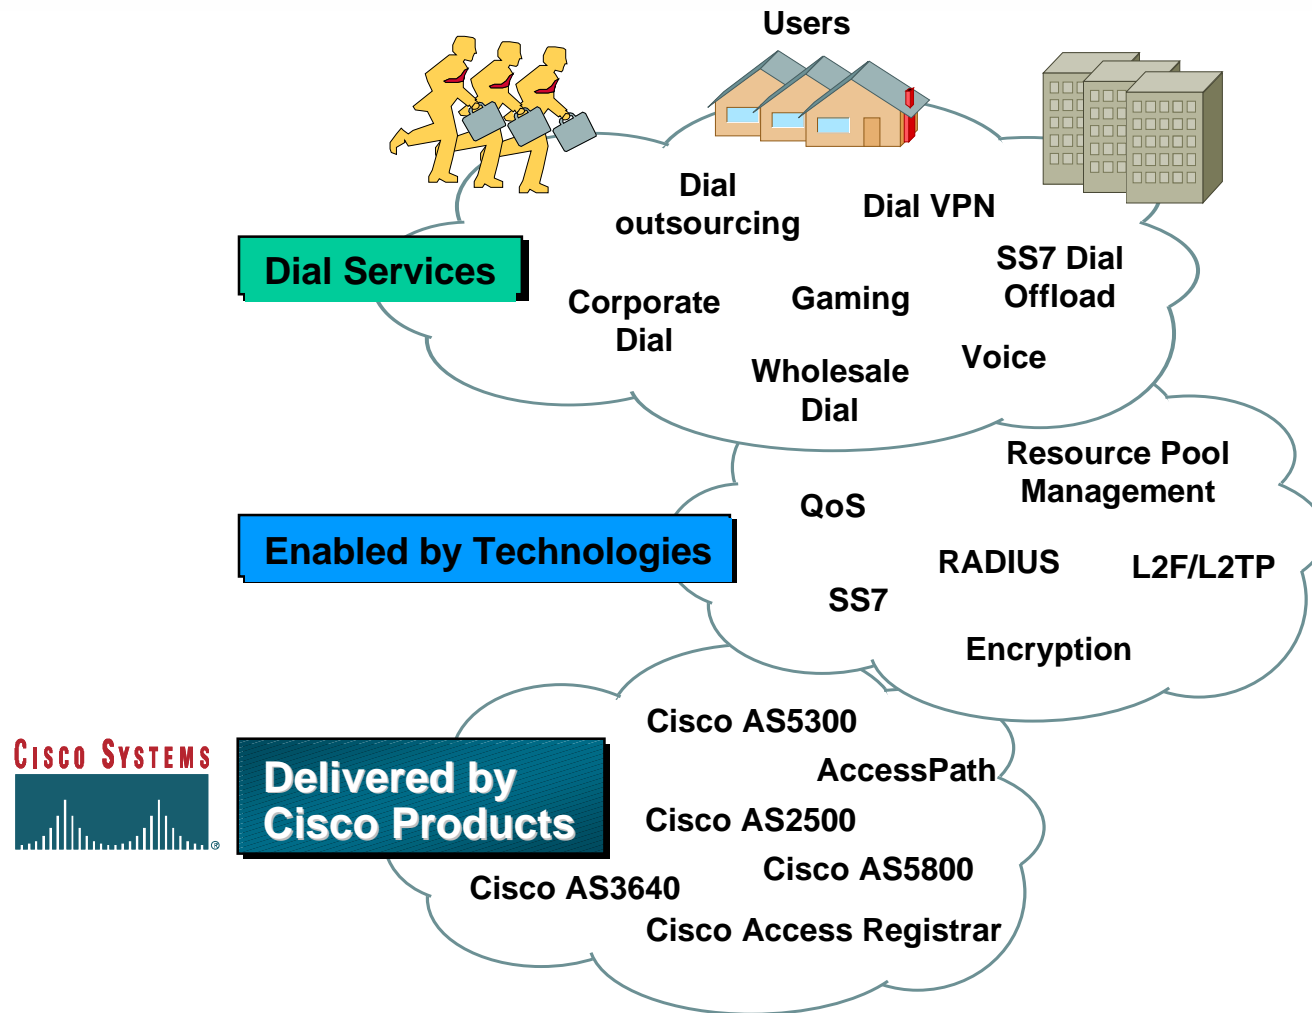 Users
Dial
outsourcing
Dial VPN
Dial Services
SS7 Dial
Offload
Corporate
Dial
Gaming
Voice
Wholesale
Dial
Resource Pool
Management
QoS
Enabled by Technologies
RADIUS
L2F/L2TP
SS7
Encryption
Cisco AS5300
CISCO SYSTEMS
®
Delivered by
Cisco Products
AccessPath
Cisco AS2500
Cisco AS5800
Cisco AS3640
Cisco Access Registrar